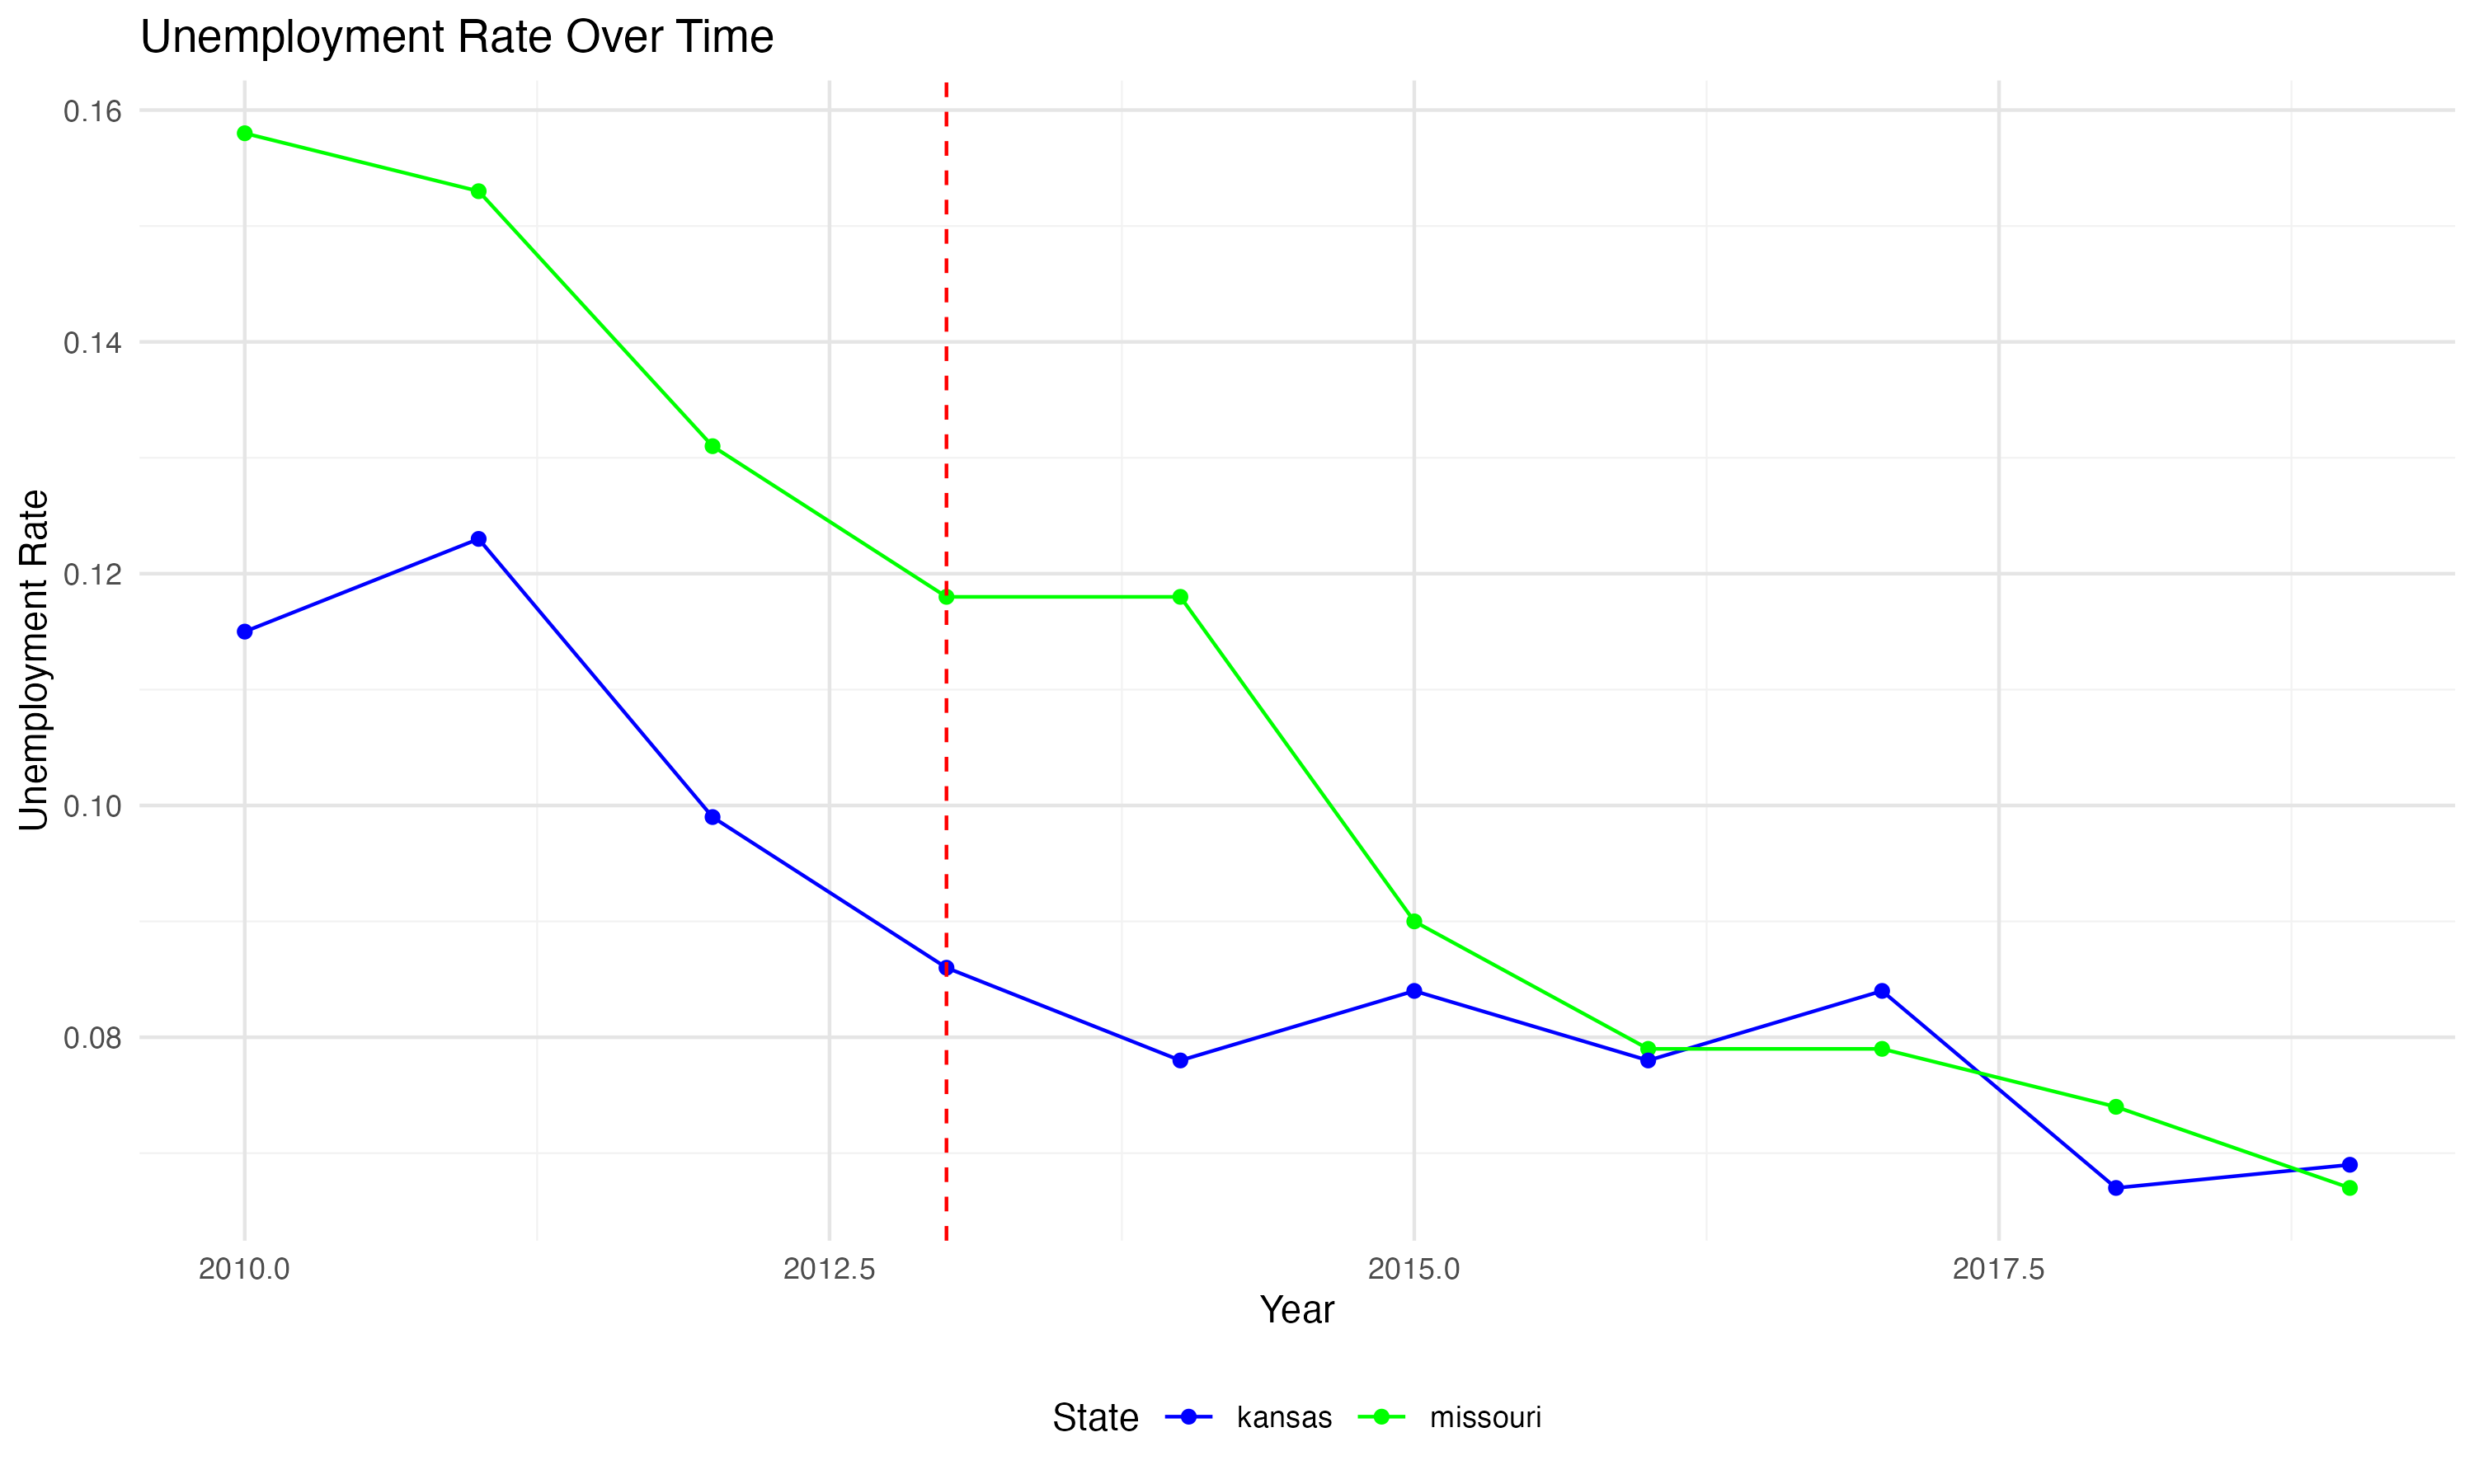 Unemployment Rate Over Time
0.16
0.14
0.12
0.10
0.08
Unemployment Rate
2010.0 2012.5 2015.0 2017.5
Year
State kansas missouri